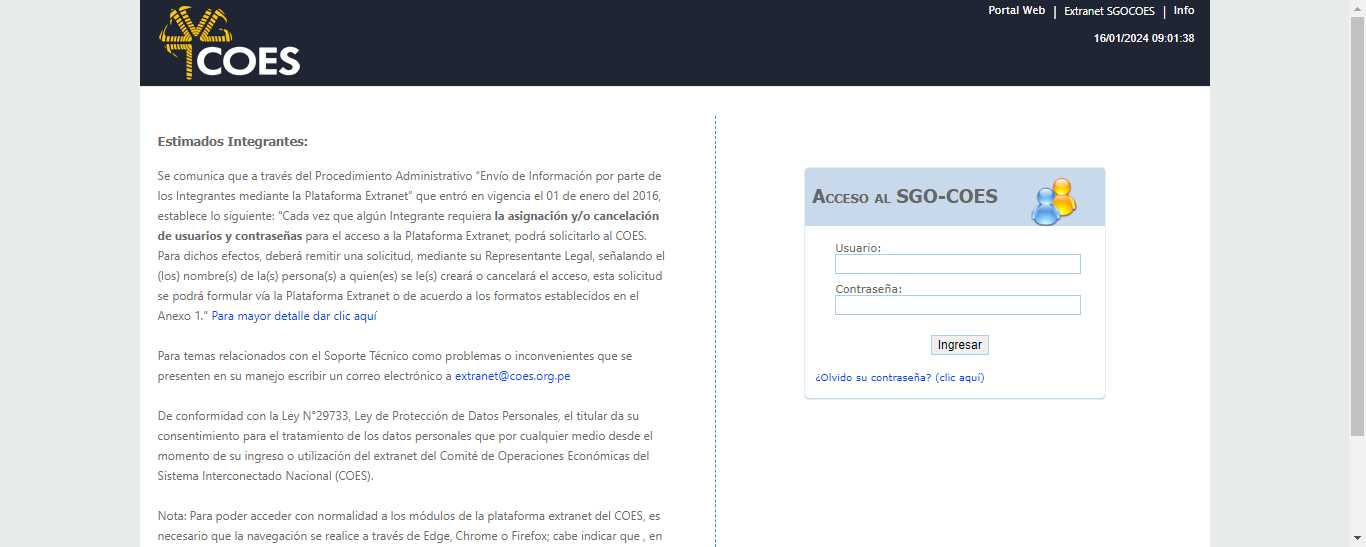 COES
Portal Web | Extranet SGOCOES | Info
16/01/2024 09:01:38
Estimados Integrantes:
Se comunica que a través del Procedimiento Administrativo "Envío de Información por parte de
los Integrantes mediante la Plataforma Extranet" que entró en vigencia el 01 de enero del 2016,
establece lo siguiente: "Cada vez que algún Integrante requiera la asignación y/o cancelación
de usuarios y contraseñas para el acceso a la Plataforma Extranet, podrá solicitarlo al COES.
Para dichos efectos, deberá remitir una solicitud, mediante su Representante Legal, señalando el
(los) nombre(s) de la(s) persona(s) a quien(es) se le(s) creará o cancelará el acceso, esta solicitud
se podrá formular vía la Plataforma Extranet o de acuerdo a los formatos establecidos en el
Anexo 1." Para mayor detalle dar clic aquí
Para temas relacionados con el Soporte Técnico como problemas o inconvenientes que se
presenten en su manejo escribir un correo electrónico a extranet@coes.org.pe
De conformidad con la Ley N°29733, Ley de Protección de Datos Personales, el titular da su
consentimiento para el tratamiento de los datos personales que por cualquier medio desde el
momento de su ingreso o utilización del extranet del Comité de Operaciones Económicas del
Sistema Interconectado Nacional (COES).
Nota: Para poder acceder con normalidad a los módulos de la plataforma extranet del COES, es
necesario que la navegación se realice a través de Edge, Chrome o Firefox; cabe indicar que , en
Acceso al SGO-COES
Usuario:
Contraseña:
Ingresar
¿Olvido su contraseña? (clic aquí)